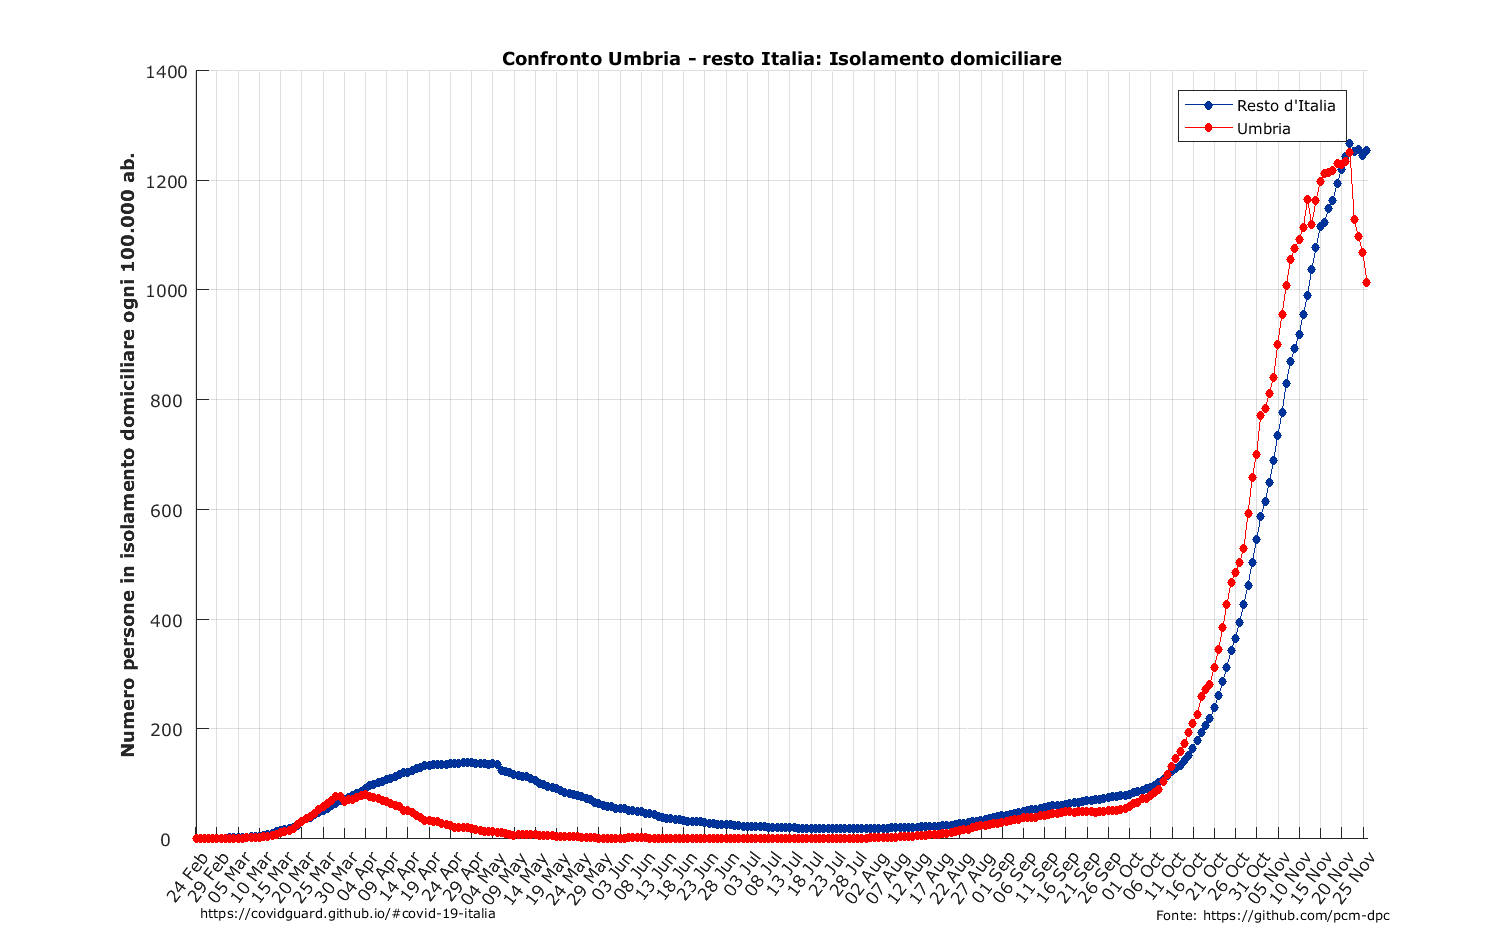 Confronto Umbria - resto Italia: Isolamento domiciliare
Numero persone in isolamento domiciliare ogni 100.000 ab.
1400
1200
1000
800
600
400
200
0
Resto d'Italia
Umbria
24 Feb
29 Feb
05 Mar
10 Mar
15 Mar
20 Mar
25 Mar
30 Mar
04 Apr
09 Apr
14 Apr
19 Apr
24 Apr
29 Apr
04 May
09 May
14 May
19 May
24 May
29 May
03 Jun
08 Jun
13 Jun
18 Jun
23 Jun
28 Jun
03 Jul
08 Jul
13 Jul
18 Jul
23 Jul
28 Jul
02 Aug
07 Aug
12 Aug
17 Aug
22 Aug
27 Aug
01 Sep
06 Sep
11 Sep
16 Sep
21 Sep
26 Sep
01 Oct
06 Oct
11 Oct
16 Oct
21 Oct
26 Oct
31 Oct
05 Nov
10 Nov
15 Nov
20 Nov
25 Nov
https://covidguard.github.io/#covid-19-italia
Fonte: https://github.com/pcm-dpc